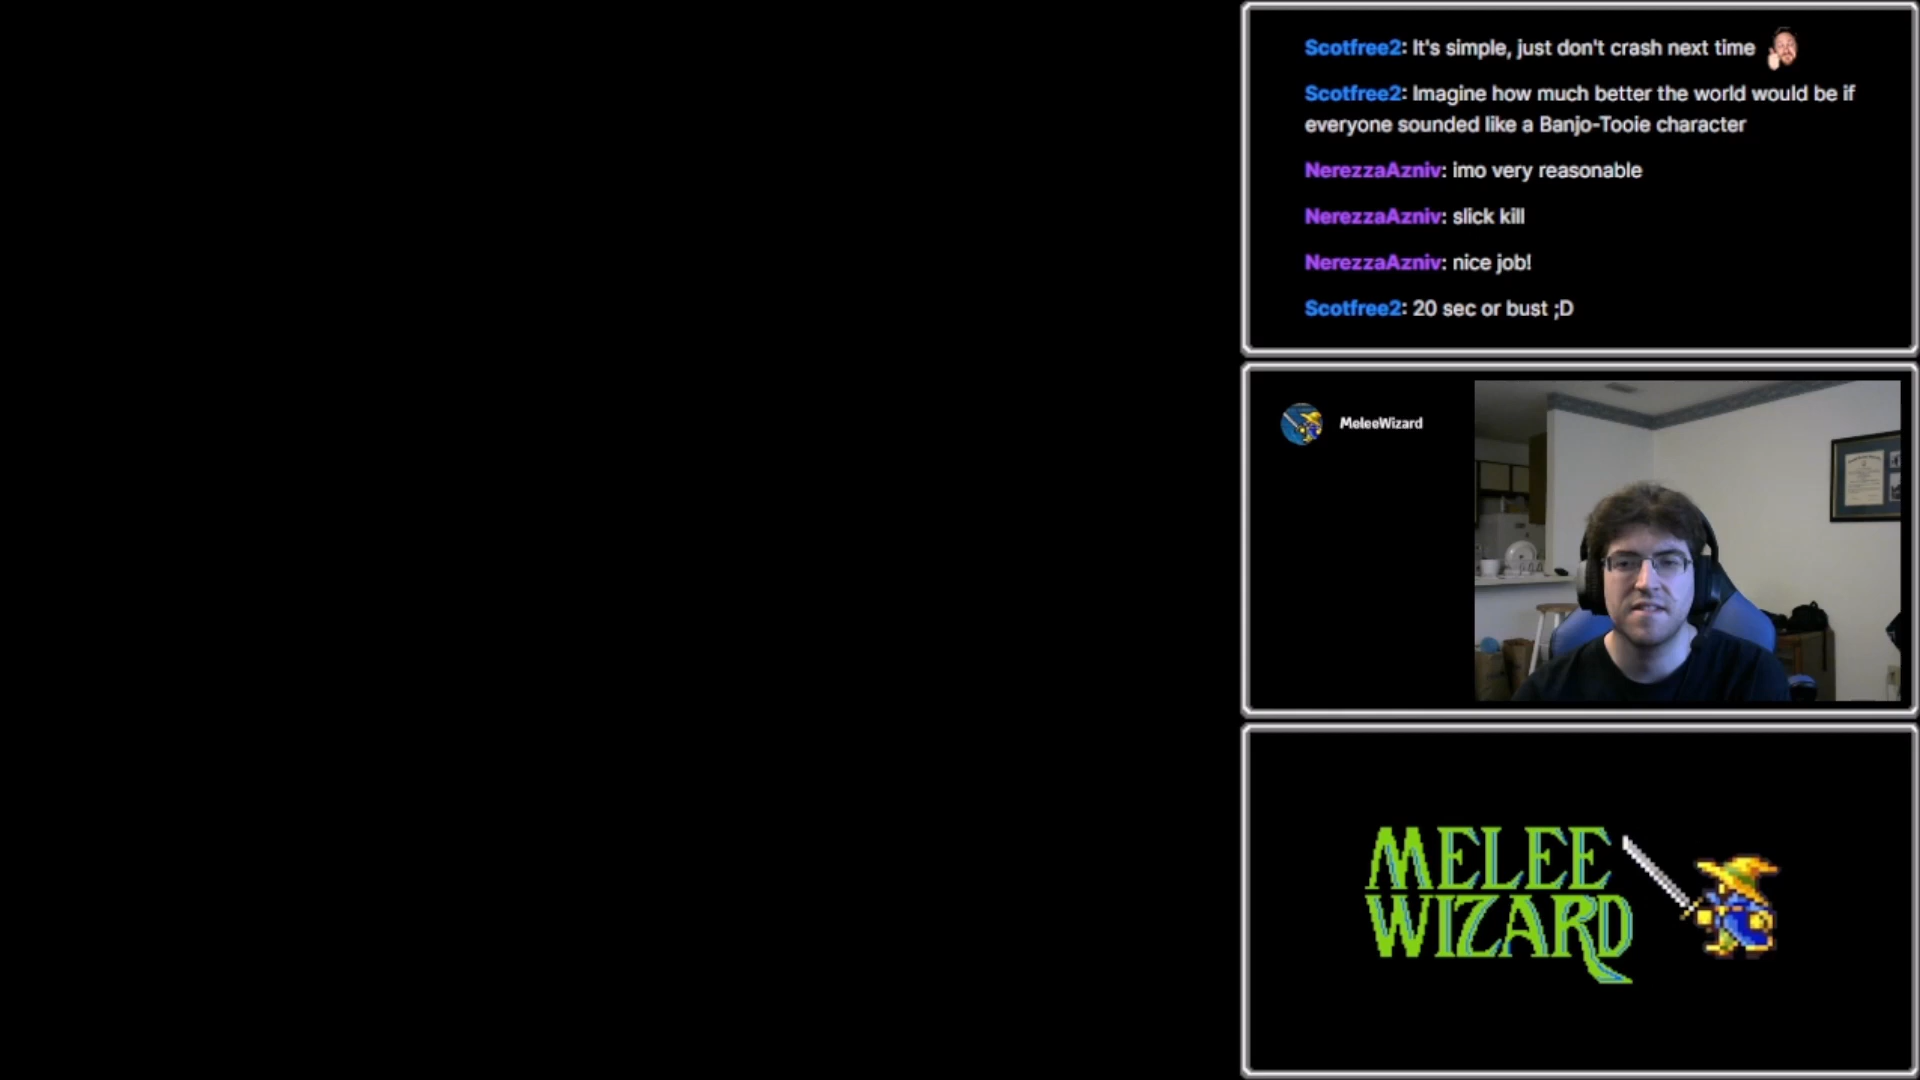 Scotfree2: It's simple, just don't crash next time
Scotfree2: Imagine how much better the world would be if
everyone sounded like a Banjo-Tooie character
NerezzaAzniv: imo very reasonable
NerezzaAzniv: slick kill
NerezzaAzniv: nice job!
Scotfree2: 20 sec or bust ;D
MeleeWizard
MELEE
WIZARD